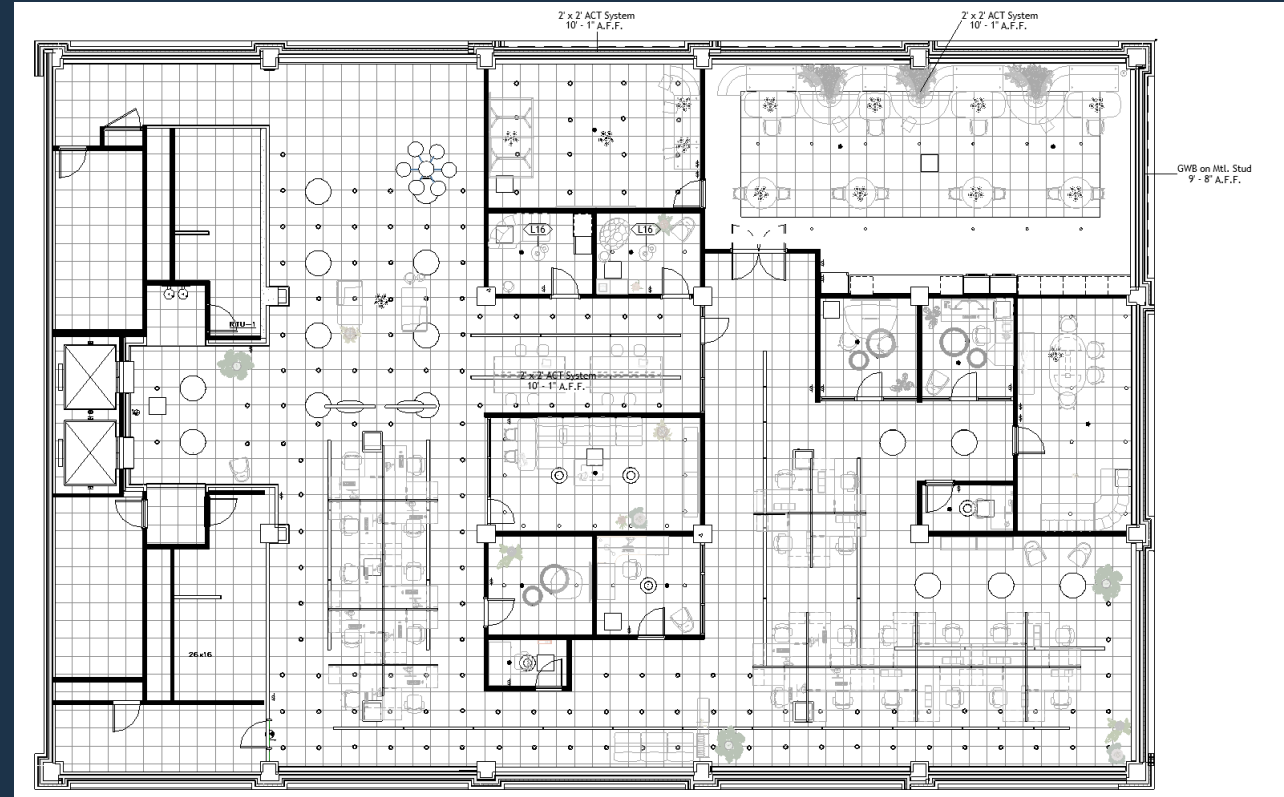 2' x 2' ACT System
10' - 1" A.F.F.
2' x 2' ACT System
10' - 1" A.F.F.
GWB on Mtl. Stud
9' - 8" A.F.F.
L16
L16
RTU-1
2' x 2' ACT System
10' - 1" A.F.F.
26x16